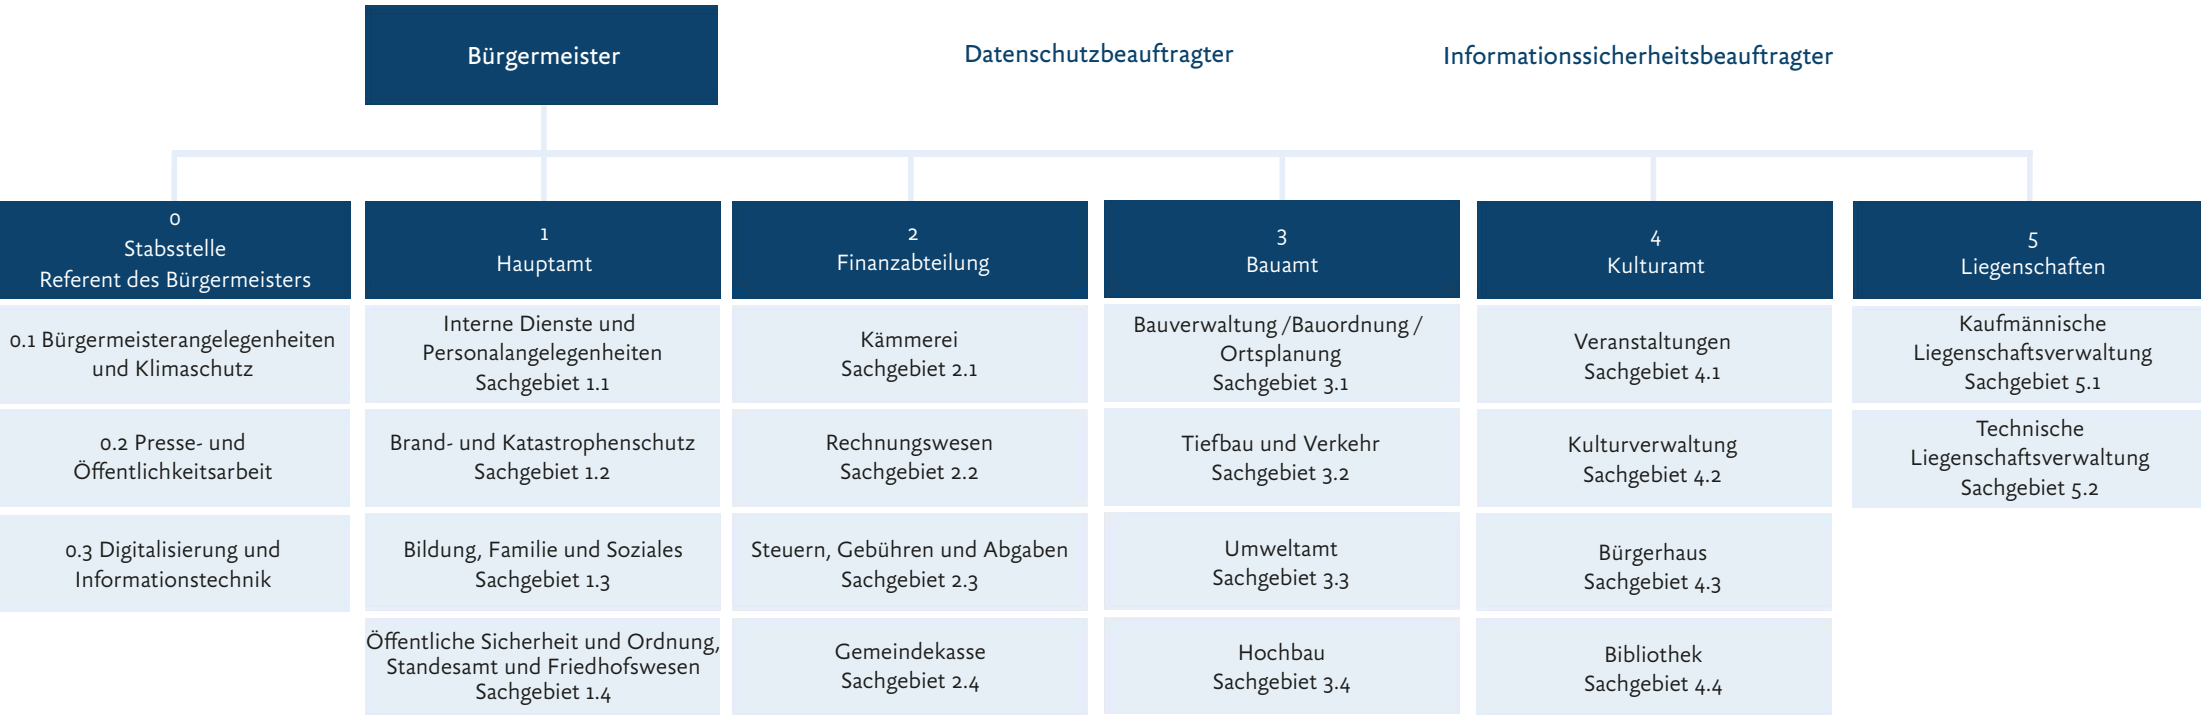 Bürgermeister
Datenschutzbeauftragter
Informationssicherheitsbeauftragter
0
Stabsstelle
Referent des Bürgermeisters
0.1 Bürgermeisterangelegenheiten
und Klimaschutz
0.2 Presse- und
Öffentlichkeitsarbeit
0.3 Digitalisierung und
Informationstechnik
1
Hauptamt
Interne Dienste und
Personalangelegenheiten
Sachgebiet 1.1
Brand- und Katastrophenschutz
Sachgebiet 1.2
Bildung, Familie und Soziales
Sachgebiet 1.3
Öffentliche Sicherheit und Ordnung,
Standesamt und Friedhofswesen
Sachgebiet 1.4
2
Finanzabteilung
Kämmerei
Sachgebiet 2.1
Rechnungswesen
Sachgebiet 2.2
Steuern, Gebühren und Abgaben
Sachgebiet 2.3
Gemeindekasse
Sachgebiet 2.4
3
Bauamt
Bauverwaltung /Bauordnung /
Ortsplanung
Sachgebiet 3.1
Tiefbau und Verkehr
Sachgebiet 3.2
Umweltamt
Sachgebiet 3.3
Hochbau
Sachgebiet 3.4
4
Kulturamt
Veranstaltungen
Sachgebiet 4.1
Kulturverwaltung
Sachgebiet 4.2
Bürgerhaus
Sachgebiet 4.3
Bibliothek
Sachgebiet 4.4
5
Liegenschaften
Kaufmännische
Liegenschaftsverwaltung
Sachgebiet 5.1
Technische
Liegenschaftsverwaltung
Sachgebiet 5.2